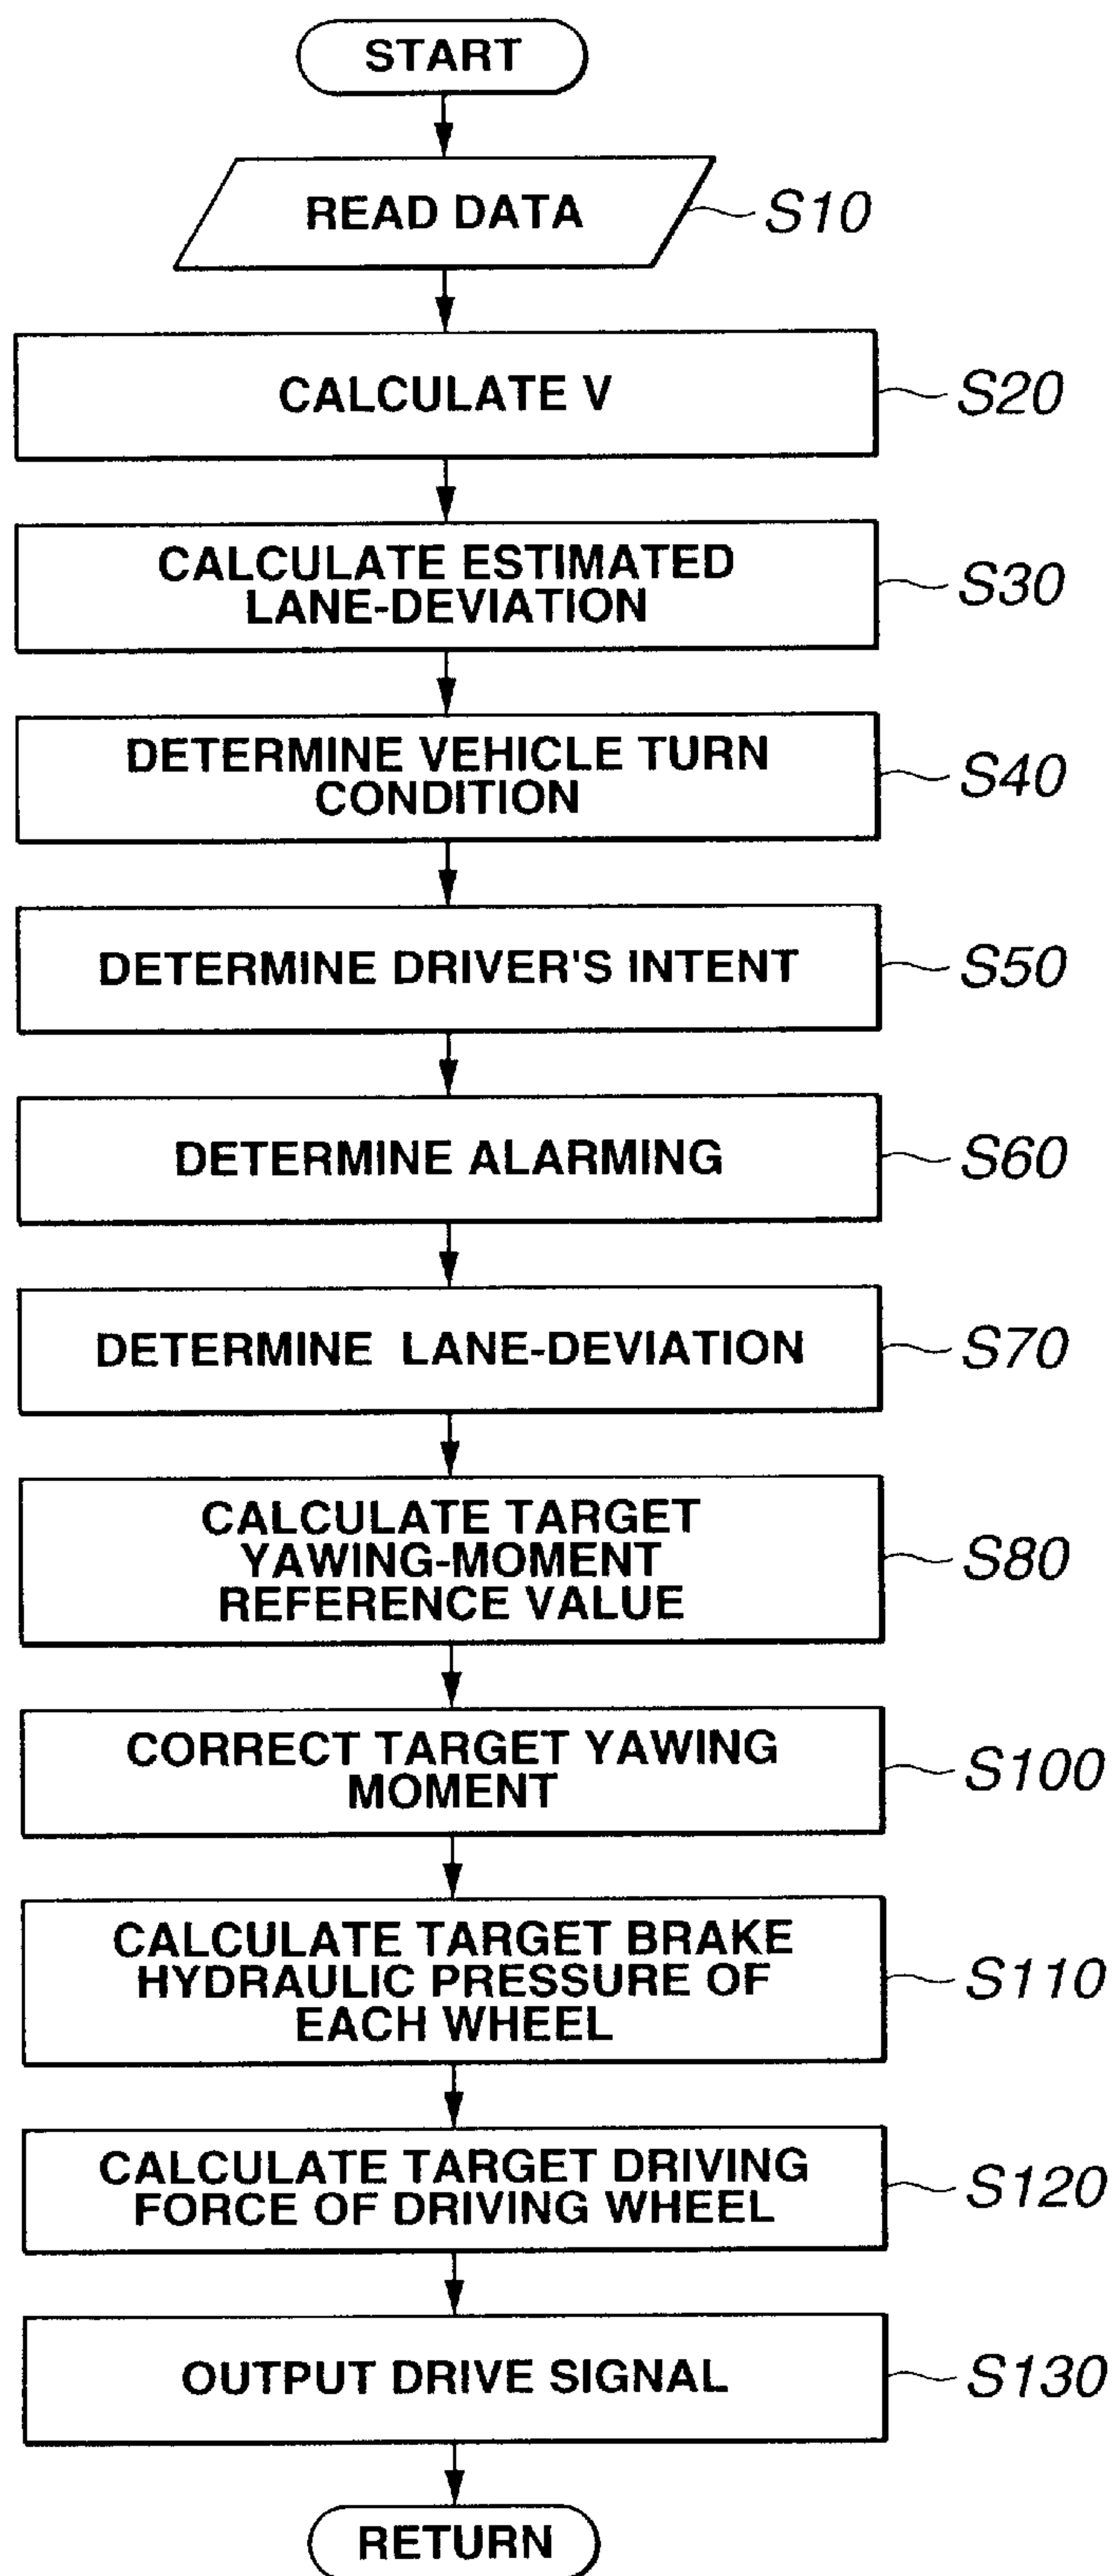 START
READ DATA
S10
CALCULATE V
S20
CALCULATE ESTIMATED
LANE-DEVIATION
S30
DETERMINE VEHICLE TURN
CONDITION
S40
DETERMINE DRIVER'S INTENT
S50
DETERMINE ALARMING
S60
DETERMINE LANE-DEVIATION
S70
CALCULATE TARGET
YAWING-MOMENT
REFERENCE VALUE
S80
CORRECT TARGET YAWING
MOMENT
S100
CALCULATE TARGET BRAKE
HYDRAULIC PRESSURE OF
EACH WHEEL
S110
CALCULATE TARGET DRIVING
FORCE OF DRIVING WHEEL
S120
OUTPUT DRIVE SIGNAL
S130
RETURN